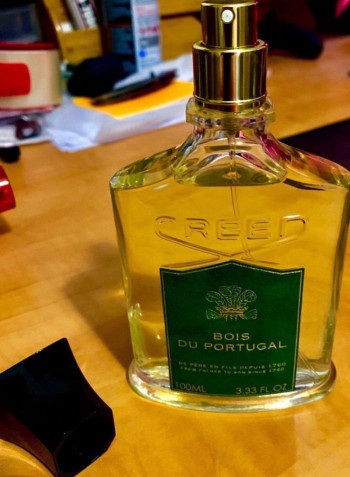 CREED
BOIS
DU PORTUGAL
DE PÈRE EN FILS DEPUIS 1760
FROM FATHER TO SON SINCE 1760
100ML 3.33 FL OZ